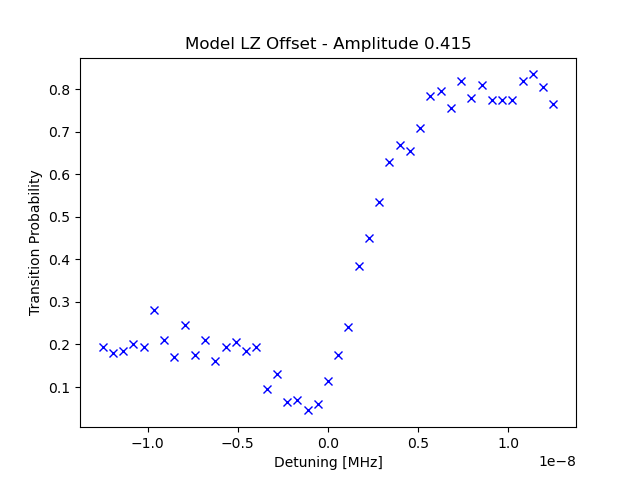 Model LZ Offset - Amplitude 0.415
Transition Probability
0.8
0.7
0.6
0.5
0.4
0.3
0.2
0.1
−1.0 −0.5 0.0 0.5 1.0
1e−8
Detuning [MHz]